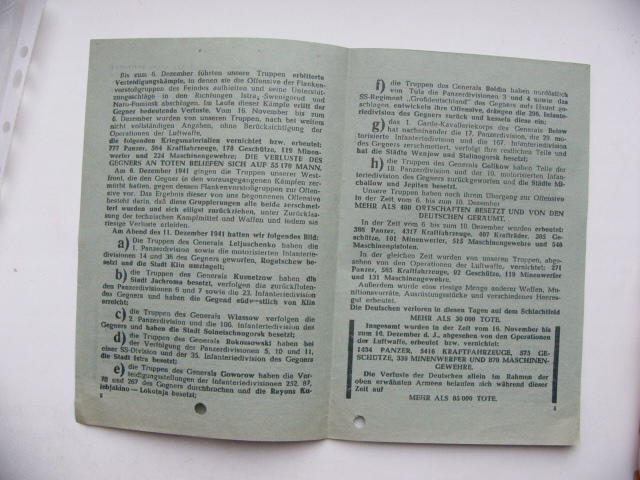 Bis zum 6. Dezember führten unsere Truppen erbitterte
Verteidigungskämpfe, in denen sie die Offensive der Flanken-
vorstoßgruppen des Feindes aufhielten und seine Unterstüt-
zungsschläge in den Richtungen Istra-Swenigorod und
Naro-Fominsk abschlugen. Im Laufe dieser Kämpfe erlitt der
Gegner bedeutende Verluste. Vom 16. November bis zum
6. Dezember wurden von unseren Truppen, nach bei weitem
nicht vollständigen Angaben, ohne Berücksichtigung der
Operationen der Luftwaffe,
die folgenden Kriegsmaterialien vernichtet bzw. erbeutet:
777 Panzer, 564 Kraftfahrzeuge, 178 Geschütze, 119 Minen-
werfer und 224 Maschinengewehre; DIE VERLUSTE DES
GEGNERS AN TOTEN BELIEFEN SICH AUF 55 170 MANN.
Am 6. Dezember 1941 gingen die Truppen unserer West-
front, den Gegner in den vorausgegangenen Kämpfen zer-
mürbt hatten, gegen dessen Flankenvorstoßgruppen zur Offen-
sive vor. Das Ergebnis dieser von uns begonnenen Offensive
besteht darin, daß diese Gruppierungen alle beide zerschmet-
tert wurden und sich eiligst zurückziehen, unter Zurücklas-
sung der technischen Kampfmittel und Waffen und indem sie
riesige Verluste erleiden.
Am Abend des 11. Dezember 1941 hatten wir folgendes Bild:
a) Die Truppen des Generals Leljuschenko haben die
1. Panzerdivision sowie die motorisierten Infanterie-
divisionen 14 und 36 des Gegners geworfen, Rogatschew be-
setzt und die Stadt Klin umzingelt;
b) die Truppen des Generals Kusnetzow haben die
Stadt Jachroma besetzt, verfolgen die zurückfluten-
den Panzerdivisionen 6 und 7 sowie die 23. Infanteriedivision
des Gegners und haben die Gegend südwestlich von Klin
erreicht;
c) die Truppen des Generals Wlassow verfolgen die
2. Panzerdivision und die 106. Infanteriedivision des
Gegners und haben die Stadt Solnetschnogorsk besetzt;
d) die Truppen des Generals Rokossowski haben bei
der Verfolgung der Panzerdivisionen 5, 10 und 11,
einer SS-Division und der 35. Infanteriedivision des Gegners
die Stadt Istra besetzt;
e) die Truppen des Generals Goworow haben die Ver-
teidigungsstellungen der Infanteriedivisionen 252, 87,
78 und 267 des Gegners durchbrochen und die Rayons Ku-
lebjakino — Lokotnja besetzt;
f) die Truppen des Generals Boldin haben nordöstlich
von Tula die Panzerdivisionen 3 und 4 sowie das
SS-Regiment „Großdeutschland" des Gegners aufs Haupt ge-
schlagen, entwickeln ihre Offensive, drängen die 296. Infante-
riedivision des Gegners zurück und kesseln diese ein;
g) das 1. Garde-Kavalleriekorps des Generals Below
hat nacheinander die 17. Panzerdivision, die 29. mo-
torisierte Infanteriedivision und die 167. Infanteriedivision
des Gegners zerschmettert, verfolgt ihre restlichen Teile und
hat die Städte Wenjow und Stalinogorsk besetzt;
h) die Truppen des Generals Golikow haben die
18. Panzerdivision und die 10. motorisierten Infan-
teriedivision des Gegners zurückgeworfen und die Städte Mi-
chailow und Jepifan besetzt.
Unsere Truppen haben nach ihrem Übergang zur Offensive
in der Zeit vom 6. bis zum 10. Dezember
MEHR ALS 400 ORTSCHAFTEN BESETZT UND VON DEN
DEUTSCHEN GERÄUMT.
In der Zeit vom 6. bis zum 10. Dezember wurden erbeutet:
386 Panzer, 4317 Kraftfahrzeuge, 407 Krafträder, 305 Ge-
schütze, 101 Minenwerfer, 515 Maschinengewehre und 546
Maschinenpistolen.
In der gleichen Zeit wurden von unseren Truppen, abge-
sehen von den Operationen der Luftwaffe, vernichtet: 271
Panzer, 565 Kraftfahrzeuge, 92 Geschütze, 119 Minenwerfer
und 131 Maschinengewehre.
Außerdem wurde eine riesige Menge anderer Waffen, Mu-
nitionsvorräte, Ausrüstungsstücke und verschiedenes Heeres-
gut erbeutet.
Die Deutschen verloren in diesen Tagen auf dem Schlachtfeld
MEHR ALS 30 000 TOTE.
Insgesamt wurden in der Zeit vom 16. November bis
zum 10. Dezember d. J., abgesehen von den Operationen
der Luftwaffe, erbeutet bzw. vernichtet:
1434 PANZER, 5416 KRAFTFAHRZEUGE, 575 GE-
SCHÜTZE, 339 MINENWERFER UND 870 MASCHINEN-
GEWEHRE.
Die Verluste der Deutschen allein im Rahmen der
oben erwähnten Armeen belaufen sich während dieser
Zeit auf
MEHR ALS 85 000 TOTE.